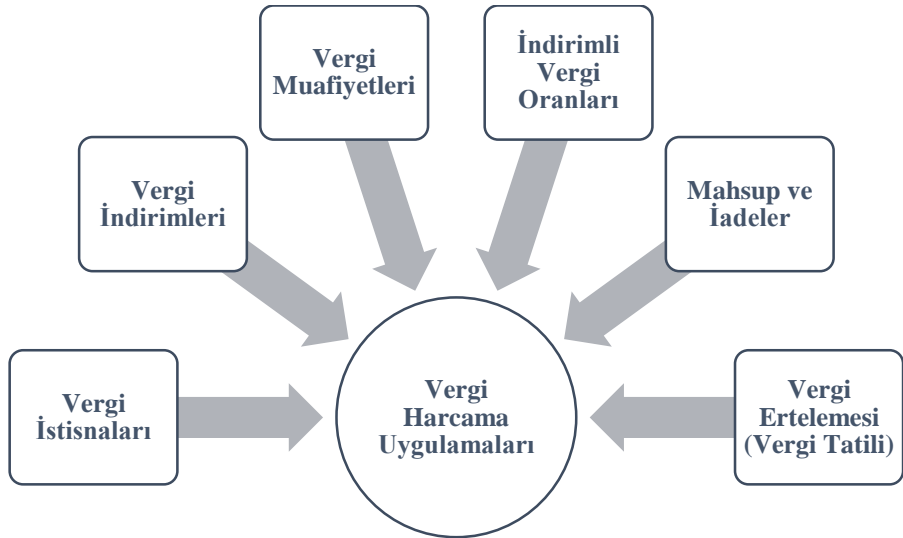 Vergi
Muafiyetleri
İndirimli
Vergi
Oranları
Vergi
İndirimleri
Mahsup ve
İadeler
Vergi
İstisnaları
Vergi
Harcama
Uygulamaları
Vergi
Ertelemesi
(Vergi Tatili)